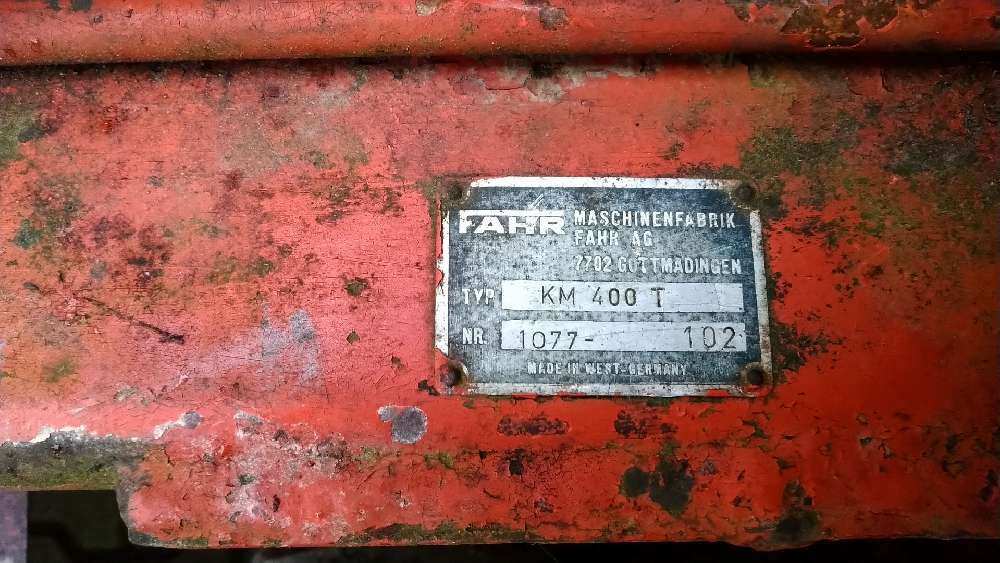 FAHR MASCHINENFABRIK
FAHR AG
7702 GOTTMADINGEN
TYP KM 400 T
NR. 1077- 102
MADE IN WEST-GERMANY